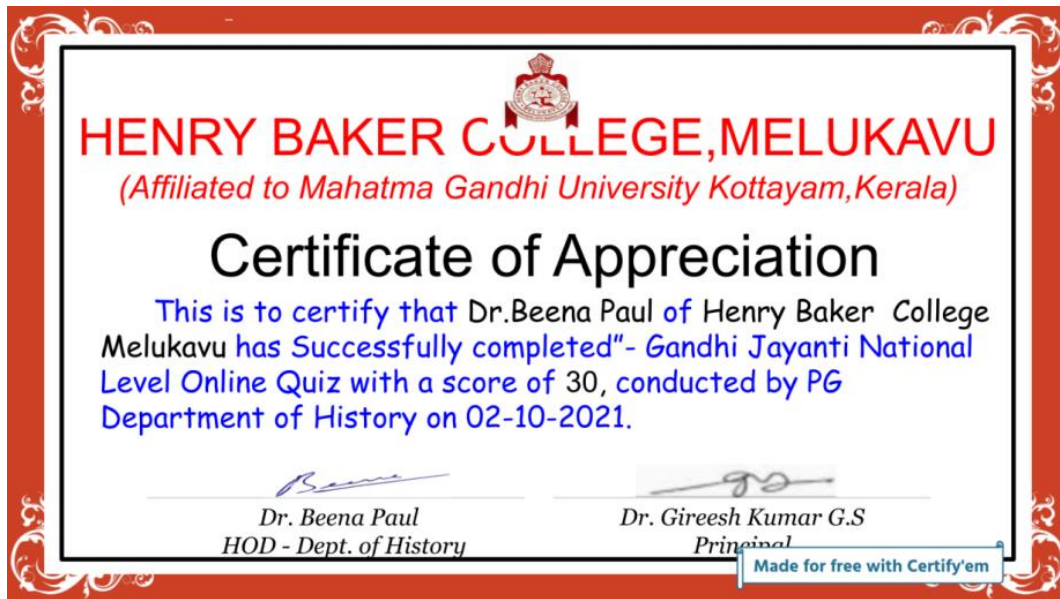 HENRY BAKER COLLEGE,MELUKAVU
(Affiliated to Mahatma Gandhi University Kottayam,Kerala)
Certificate of Appreciation
This is to certify that Dr.Beena Paul of Henry Baker College
Melukavu has Successfully completed"- Gandhi Jayanti National
Level Online Quiz with a score of 30, conducted by PG
Department of History on 02-10-2021.
Beena
Dr. Beena Paul
Dr. Gireesh Kumar G.S
HOD - Dept. of History
Principal
Made for free with Certify'em